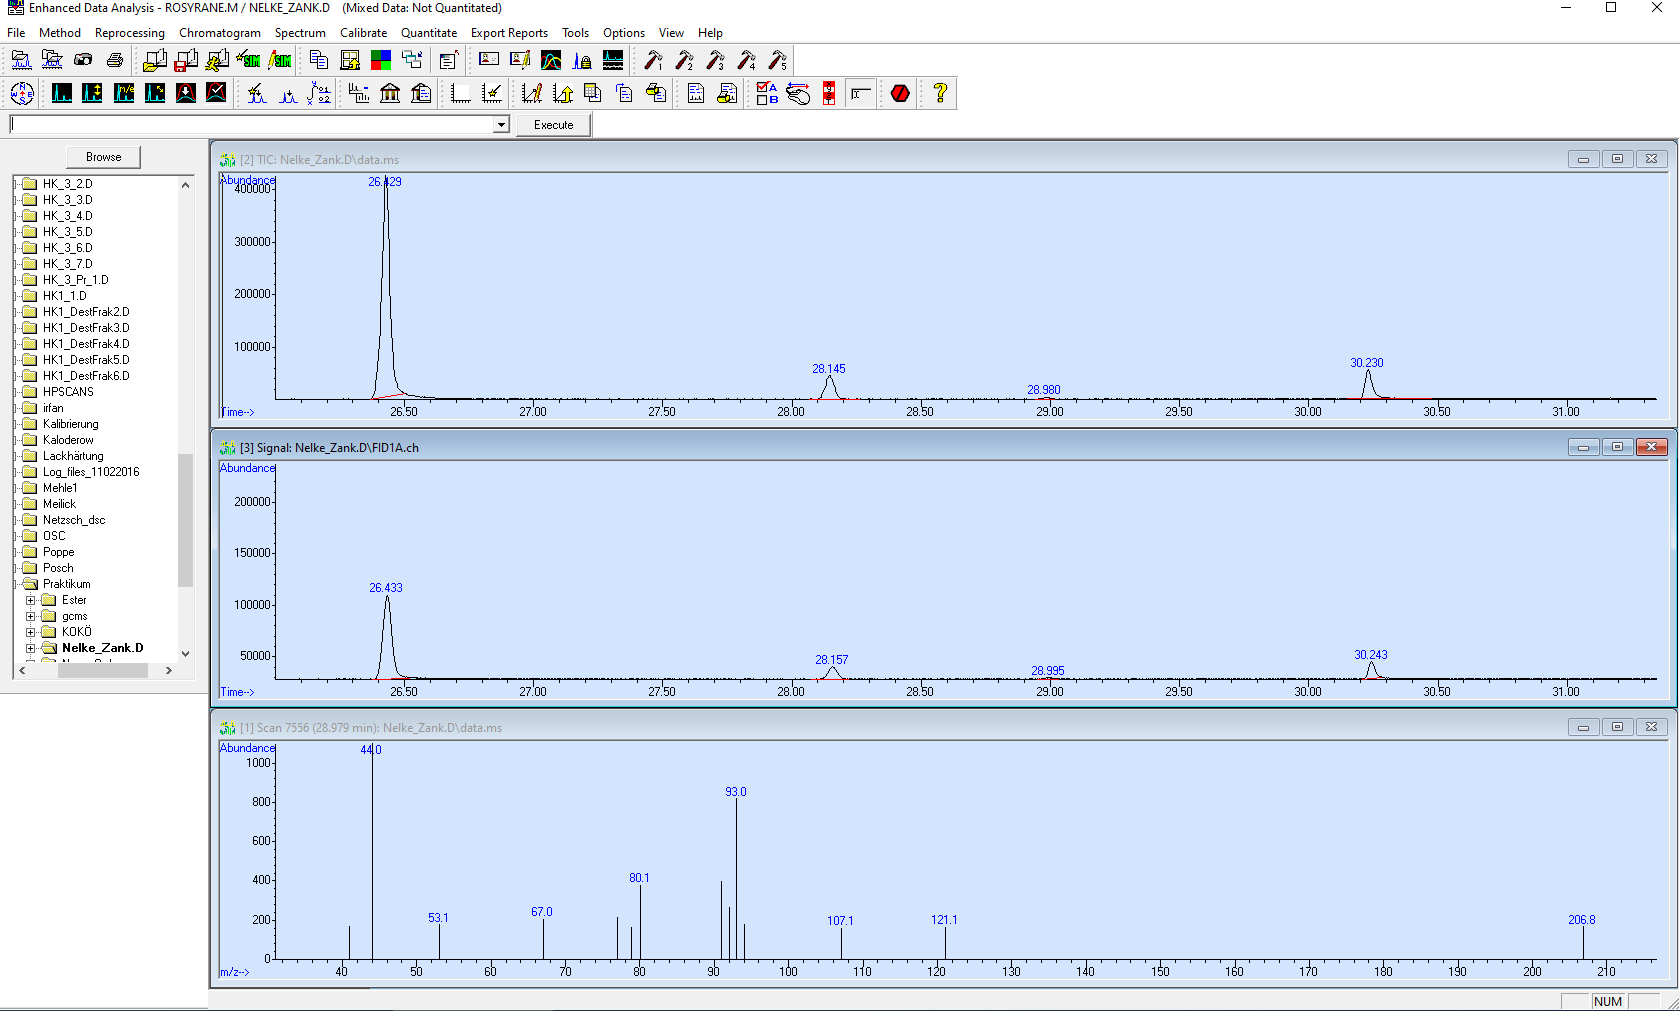 Enhanced Data Analysis - ROSYRANE.M / NELKE_ZANK.D (Mixed Data: Not Quantitated)
File Method Reprocessing Chromatogram Spectrum Calibrate Quantitate Export Reports Tools Options View Help
SIM SIM 1 2 3 4 5
N W E S n/e A B x ?
Execute
Browse
HK_3_2.D
HK_3_3.D
HK_3_4.D
HK_3_5.D
HK_3_6.D
HK_3_7.D
HK_3_Pr_1.D
HK1_1.D
HK1_DestFrak2.D
HK1_DestFrak3.D
HK1_DestFrak4.D
HK1_DestFrak5.D
HK1_DestFrak6.D
HPSCANS
irfan
Kalibrierung
Kaloderow
Lackhärtung
Log_files_11022016
Mehle1
Meilick
Netzsch_dsc
OSC
Poppe
Posch
Praktikum
Ester
gcms
KOKÖ
Nelke_Zank.D
[2] TIC: Nelke_Zank.D\data.ms
Abundance
26.429
400000
300000
200000
100000
28.145
28.980
30.230
Time-->
26.50 27.00 27.50 28.00 28.50 29.00 29.50 30.00 30.50 31.00
[3] Signal: Nelke_Zank.D\FID1A.ch
Abundance
200000
150000
100000
50000
26.433
28.157
28.995
30.243
Time-->
26.50 27.00 27.50 28.00 28.50 29.00 29.50 30.00 30.50 31.00
[1] Scan 7556 (28.979 min): Nelke_Zank.D\data.ms
Abundance
1000
800
600
400
200
0
44.0
53.1
67.0
80.1
93.0
107.1
121.1
206.8
m/z-->
40 50 60 70 80 90 100 110 120 130 140 150 160 170 180 190 200 210
NUM